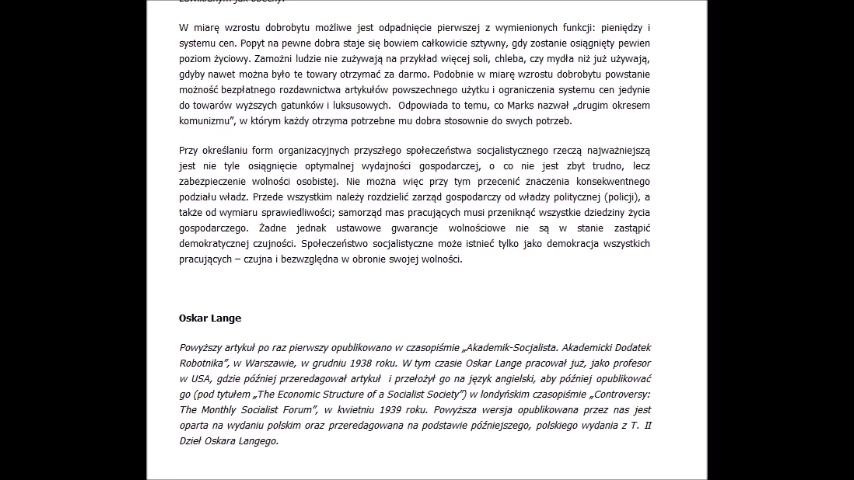 W miarę wzrostu dobrobytu możliwe jest odpadnięcie pierwszej z wymienionych funkcji: pieniędzy i
systemu cen. Popyt na pewne dobra staje się bowiem całkowicie sztywny, gdy zostanie osiągnięty pewien
poziom życiowy. Zamożni ludzie nie zużywają na przykład więcej soli, chleba, czy mydła niż już używają,
gdyby nawet można było te towary otrzymać za darmo. Podobnie w miarę wzrostu dobrobytu powstanie
możność bezpłatnego rozdawnictwa artykułów powszechnego użytku i ograniczenia systemu cen jedynie
do towarów wyższych gatunków i luksusowych. Odpowiada to temu, co Marks nazwał „drugim okresem
komunizmu”, w którym każdy otrzyma potrzebne mu dobra stosownie do swych potrzeb.
Przy określaniu form organizacyjnych przyszłego społeczeństwa socjalistycznego rzeczą najważniejszą
jest nie tyle osiągnięcie optymalnej wydajności gospodarczej, o co nie jest zbyt trudno, lecz
zabezpieczenie wolności osobistej. Nie można więc przy tym przecenić znaczenia konsekwentnego
podziału władz. Przede wszystkim należy rozdzielić zarząd gospodarczy od władzy politycznej (policji), a
także od wymiaru sprawiedliwości; samorząd mas pracujących musi przeniknąć wszystkie dziedziny życia
gospodarczego. Żadne jednak ustawowe gwarancje wolnościowe nie są w stanie zastąpić
demokratycznej czujności. Społeczeństwo socjalistyczne może istnieć tylko jako demokracja wszystkich
pracujących – czujna i bezwzględna w obronie swojej wolności.
Oskar Lange
Powyższy artykuł po raz pierwszy opublikowano w czasopiśmie „Akademik-Socjalista. Akademicki Dodatek
Robotnika”, w Warszawie, w grudniu 1938 roku. W tym czasie Oskar Lange pracował już, jako profesor
w USA, gdzie później przeredagował artykuł i przełożył go na język angielski, aby później opublikować
go (pod tytułem „The Economic Structure of a Socialist Society”) w londyńskim czasopiśmie „Controversy:
The Monthly Socialist Forum”, w kwietniu 1939 roku. Powyższa wersja opublikowana przez nas jest
oparta na wydaniu polskim oraz przeredagowana na podstawie późniejszego, polskiego wydania z T. II
Dzieł Oskara Langego.